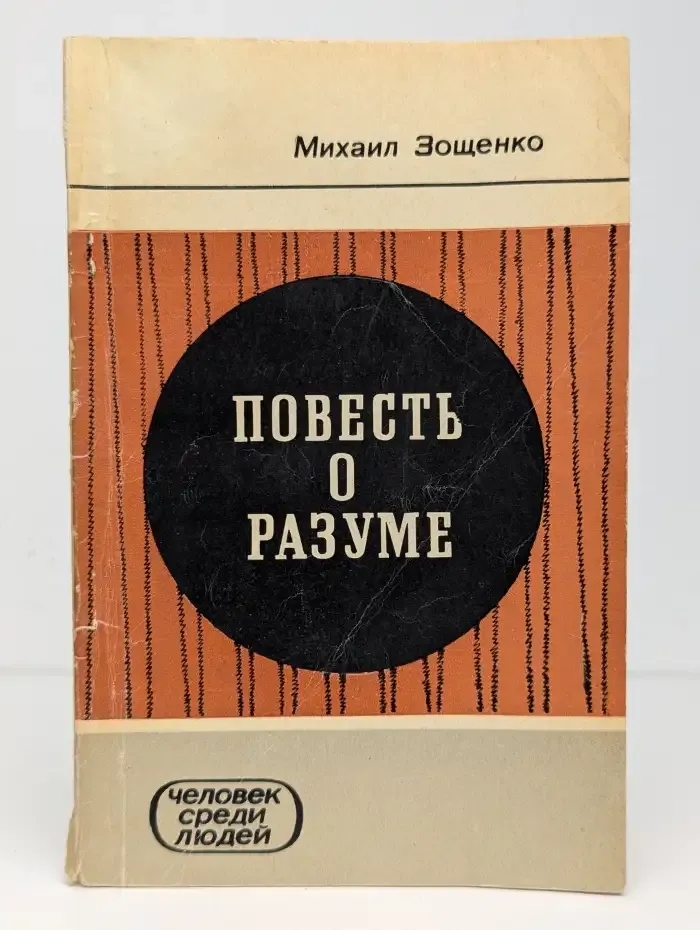 Михаил Зощенко
ПОВЕСТЬ
О
РАЗУМЕ
человек
среди
людей